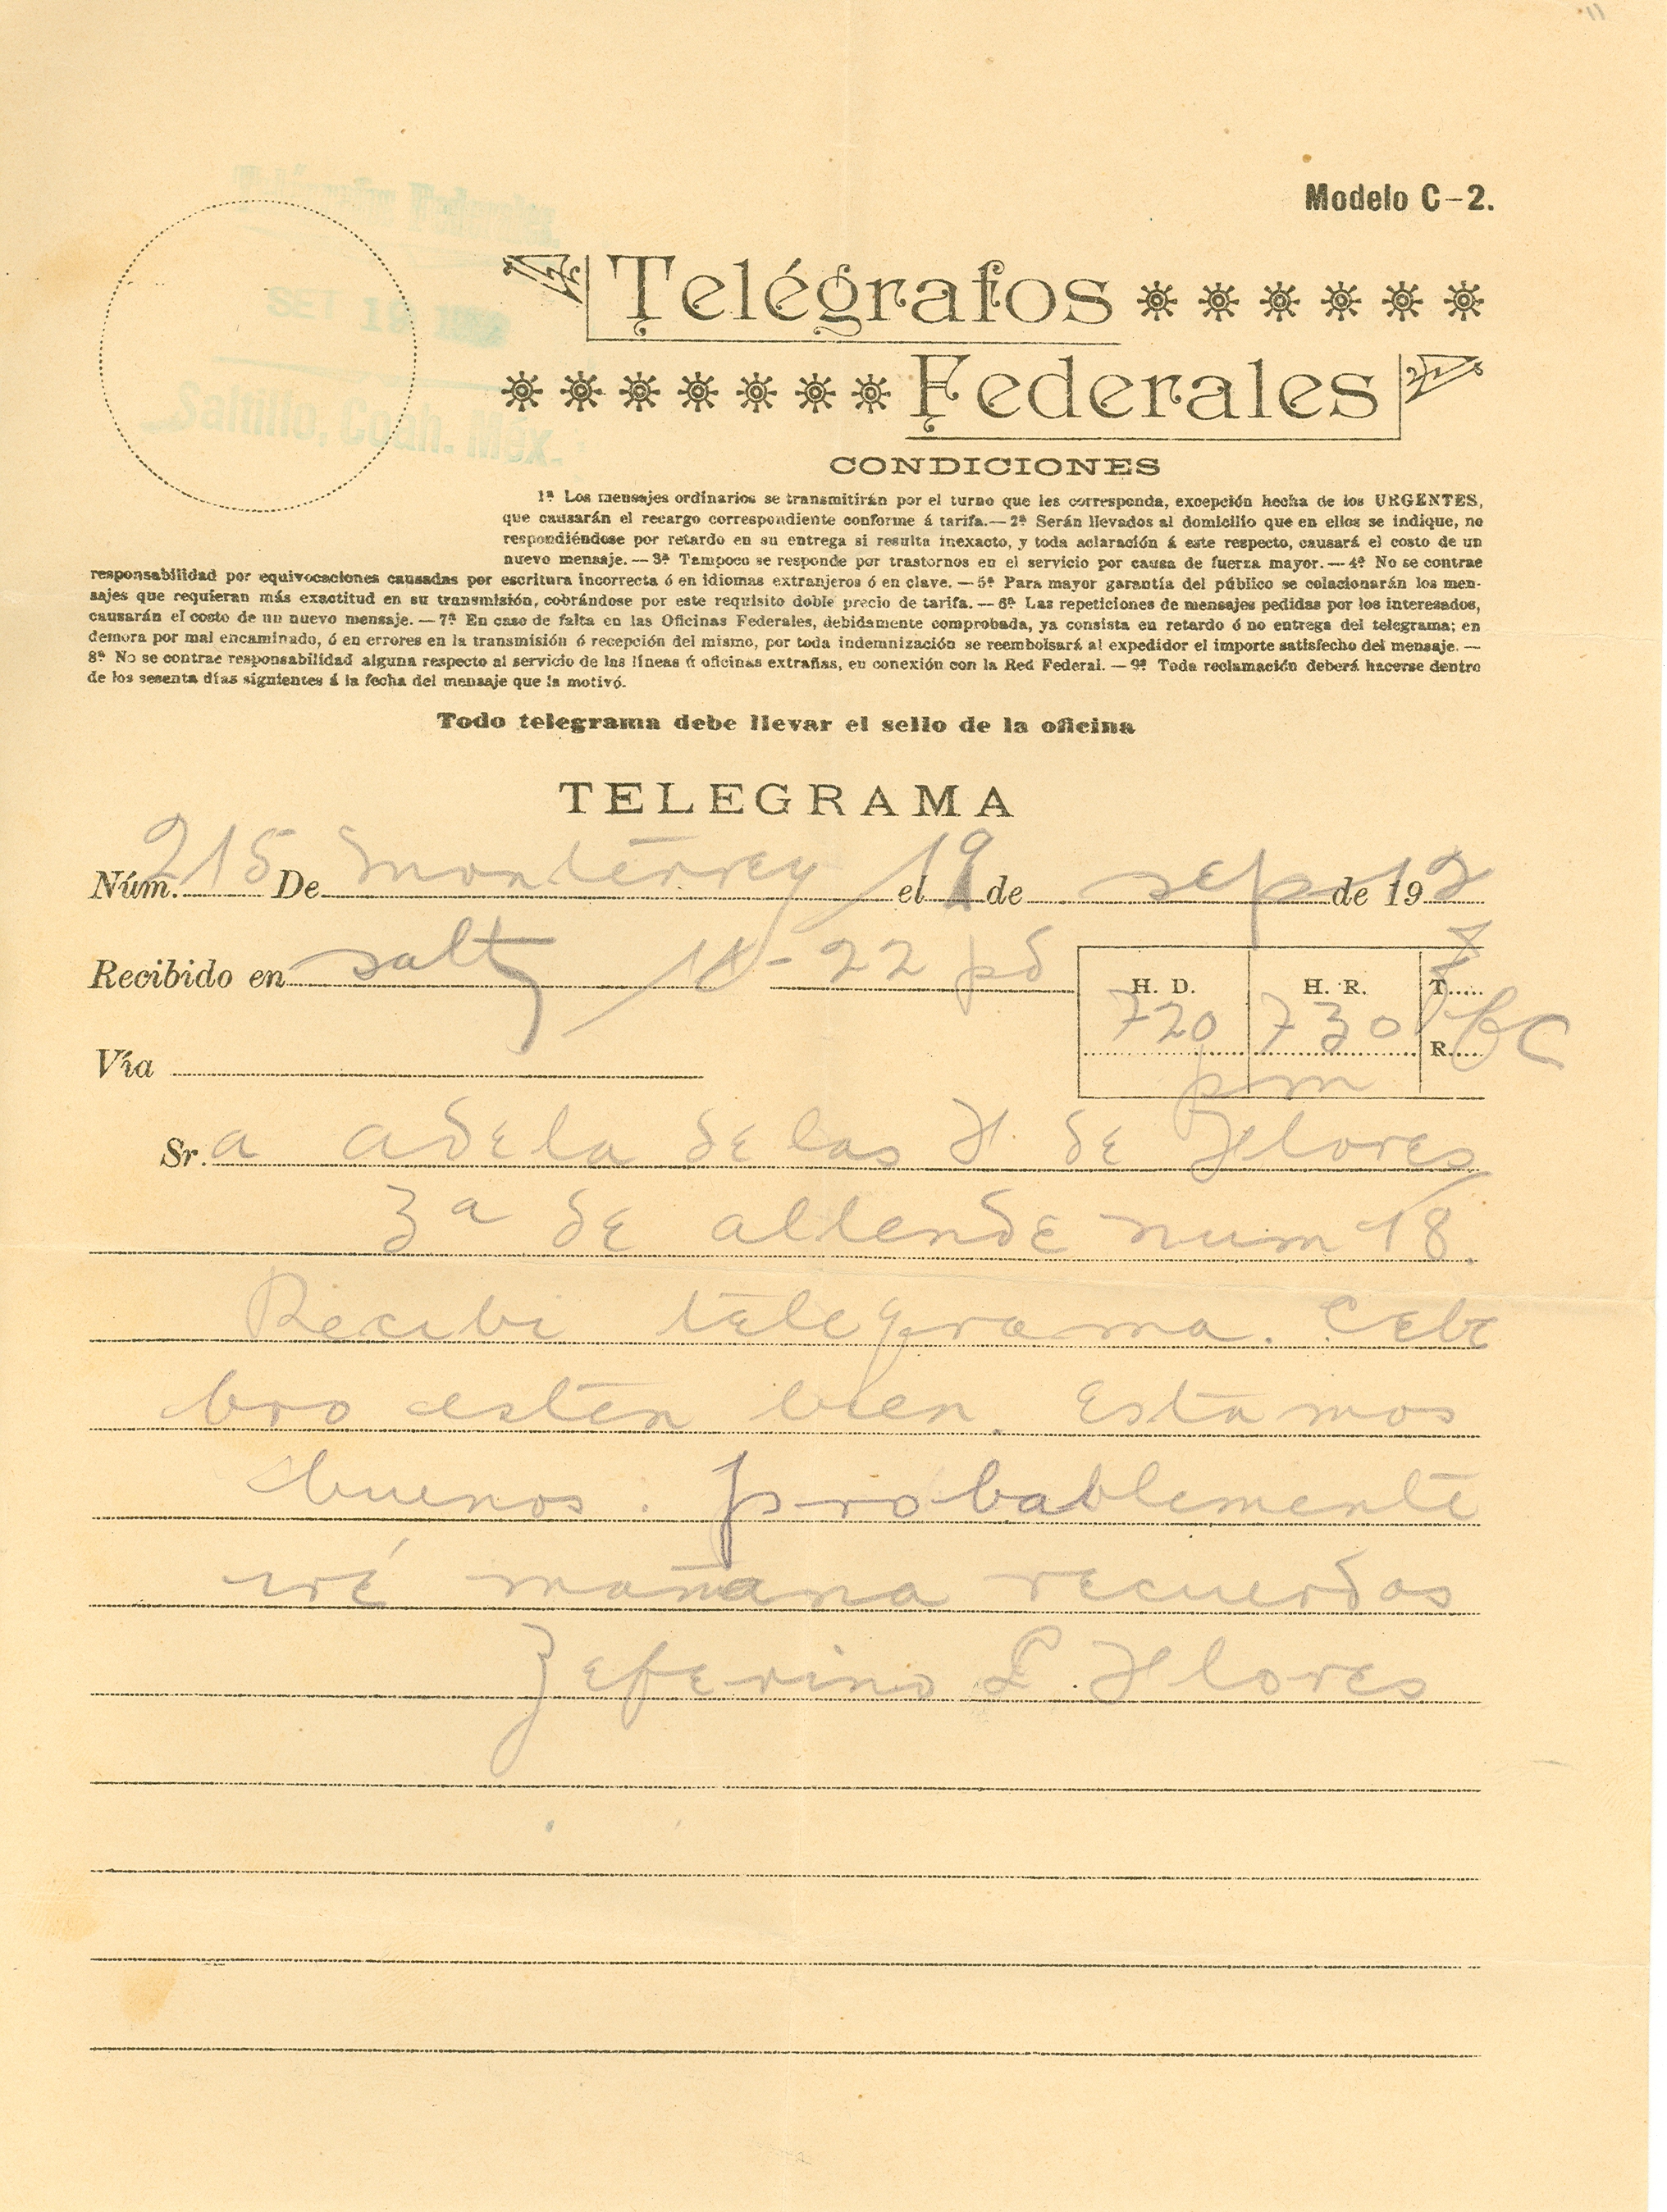 Modelo C-2.
Telégrafos Federales.
SET 19
Saltillo, Coah. Méx.
Telégrafos
Federales
CONDICIONES
1ª Los mensajes ordinarios se transmitirán por el turno que les corresponda, excepción hecha de los URGENTES,
que causarán el recargo correspondiente conforme á tarifa.— 2ª Serán llevados al domicilio que en ellos se indique, no
respondiéndose por retardo en su entrega si resulta inexacto, y toda aclaración á este respecto, causará el costo de un
nuevo mensaje. — 3ª Tampoco se responde por trastornos en el servicio por causa de fuerza mayor. — 4ª No se contrae
responsabilidad por equivocaciones causadas por escritura incorrecta ó en idiomas extranjeros ó en clave. — 5ª Para mayor garantía del público se colacionarán los men-
sajes que requieran más exactitud en su transmisión, cobrándose por este requisito doble precio de tarifa. — 6ª Las repeticiones de mensajes pedidas por los interesados,
causarán el costo de un nuevo mensaje. — 7ª En caso de falta en las Oficinas Federales, debidamente comprobada, ya consista en retardo ó no entrega del telegrama; en
demora por mal encaminado, ó en errores en la transmisión ó recepción del mismo, por toda indemnización se reembolsará al expedidor el importe satisfecho del mensaje. —
8ª No se contrae responsabilidad alguna respecto al servicio de las líneas ú oficinas extrañas, en conexión con la Red Federal. — 9ª Toda reclamación deberá hacerse dentro
de los sesenta días siguientes á la fecha del mensaje que la motivó.
Todo telegrama debe llevar el sello de la oficina
TELEGRAMA
Núm. 215 De Monterrey el 19 de sep de 1912
Recibido en salt 22 pd
H. D. H. R. T.
720 730 R.
pm
Vía
Sr.a adela de las H. de Flores
3ª de allende num 18.
Recibi telegrama. Cele
bro esten bien. Estamos
buenos. probablemente
iré mañana recuerdos
Zeferino L. Flores